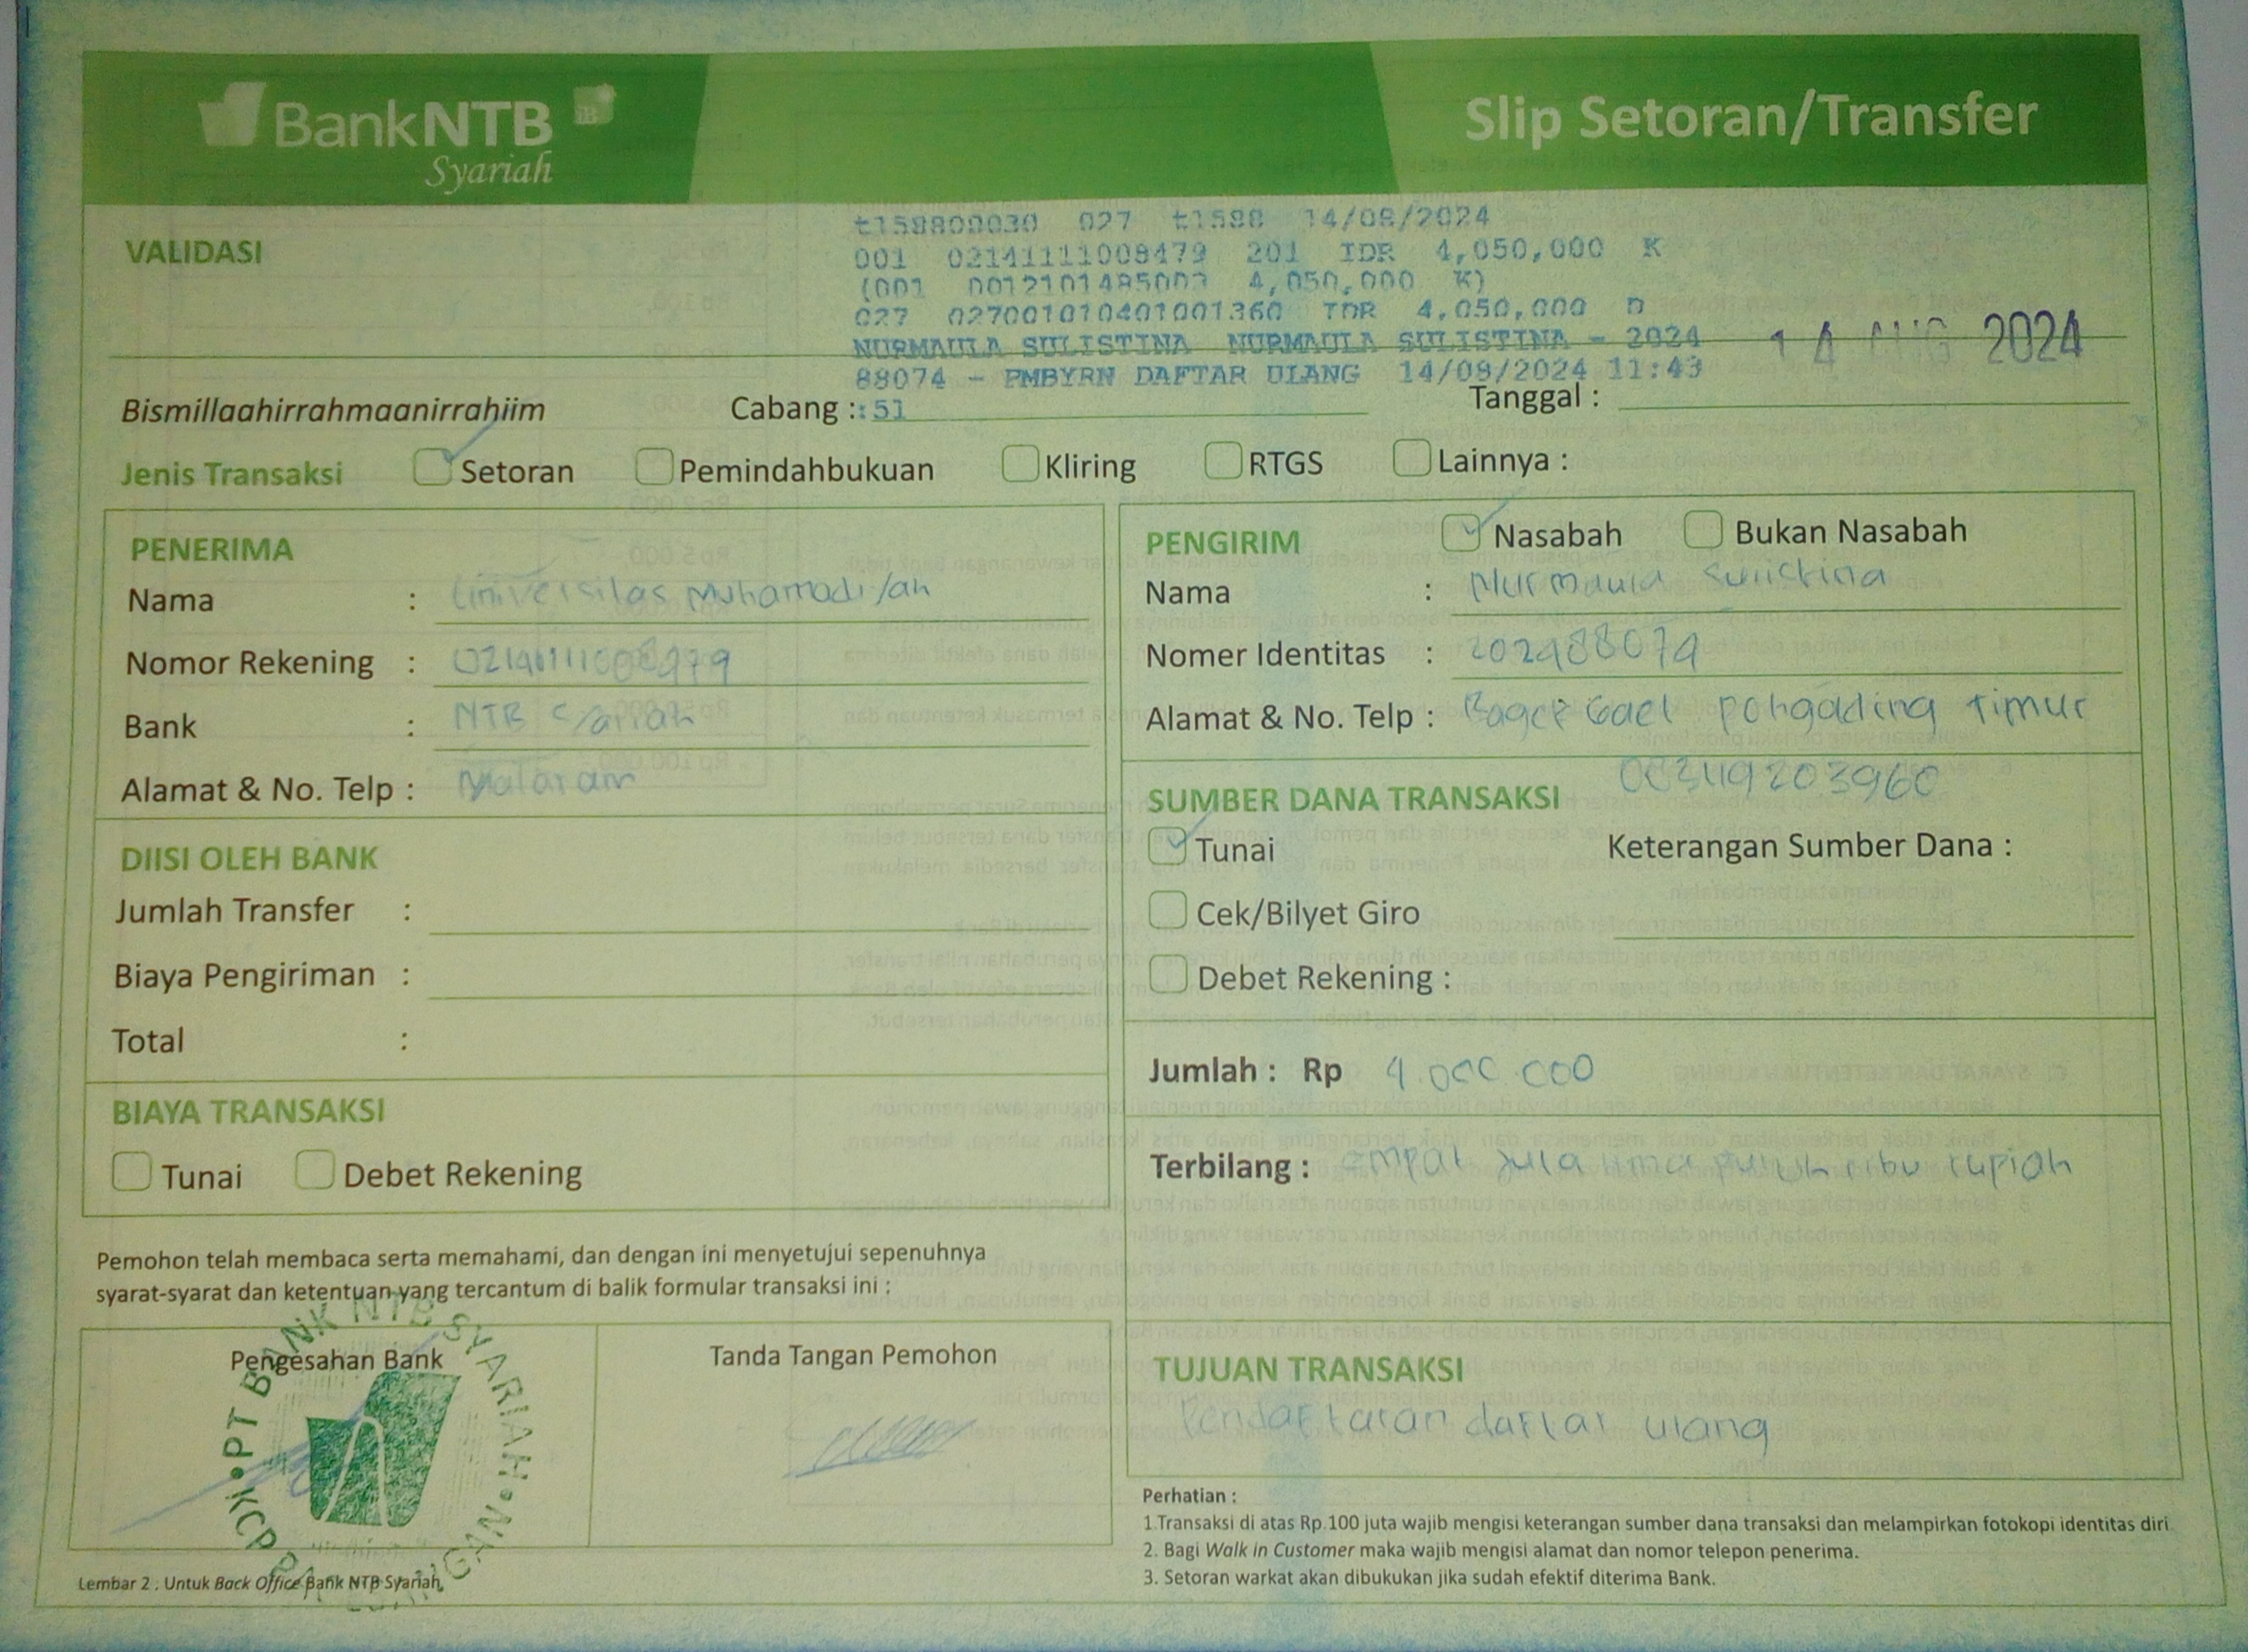 BankNTB
Syariah
Slip Setoran/Transfer
VALIDASI
t158800030 027 t1588 14/08/2024
001 02141111008479 201 IDR 4,050,000 K
(001 0012101485003 4,050,000 K)
027 027001010401001360 IDR 4,050,000 D
NURMAULA SULISTINA NURMAULA SULISTINA - 2024
14 AUG 2024
88074 - PMBYRN DAFTAR ULANG 14/08/2024 11:43
Bismillaahirrahmaanirrahiim Cabang : :51 Tanggal :
Jenis Transaksi Setoran Pemindahbukuan Kliring RTGS Lainnya :
PENERIMA
Nama : Universitas Muhamadiyah
Nomor Rekening :
Bank : NTB Syariah
Alamat & No. Telp : Mataram
DIISI OLEH BANK
Jumlah Transfer :
Biaya Pengiriman :
Total :
BIAYA TRANSAKSI
Tunai Debet Rekening
PENGIRIM Nasabah Bukan Nasabah
Nama : Nurmaula Sulistina
Nomer Identitas : 202488074
Alamat & No. Telp : Baget Gael Pohgading Timur
SUMBER DANA TRANSAKSI
Tunai Keterangan Sumber Dana :
Cek/Bilyet Giro
Debet Rekening :
Jumlah : Rp 4.000.000
Terbilang : empat juta lima puluh ribu rupiah
Pemohon telah membaca serta memahami, dan dengan ini menyetujui sepenuhnya
syarat-syarat dan ketentuan yang tercantum di balik formular transaksi ini :
Pengesahan Bank
PT BANK NTB SYARIAH
KCP
Tanda Tangan Pemohon
TUJUAN TRANSAKSI
Pendaftaran daftar ulang
Perhatian :
1.Transaksi di atas Rp.100 juta wajib mengisi keterangan sumber dana transaksi dan melampirkan fotokopi identitas diri
2. Bagi Walk in Customer maka wajib mengisi alamat dan nomor telepon penerima.
3. Setoran warkat akan dibukukan jika sudah efektif diterima Bank.
Lembar 2 : Untuk Back Office Bank NTB Syariah